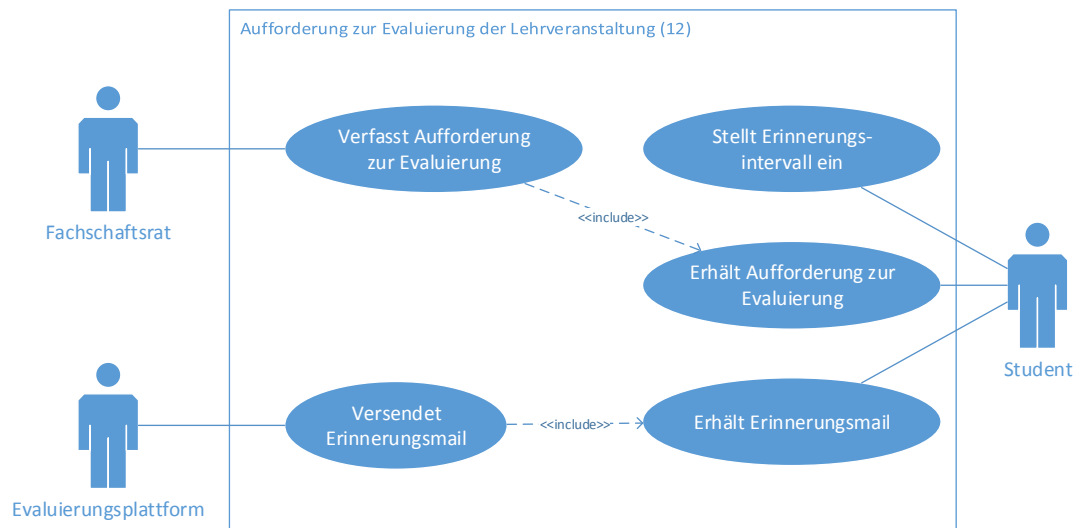 Aufforderung zur Evaluierung der Lehrveranstaltung (12)
Verfasst Aufforderung
zur Evaluierung
Stellt Erinnerungs-
intervall ein
Fachschaftsrat
<<include>>
Erhält Aufforderung zur
Evaluierung
Student
Versendet
Erinnerungsmail
<<include>>
Erhält Erinnerungsmail
Evaluierungsplattform